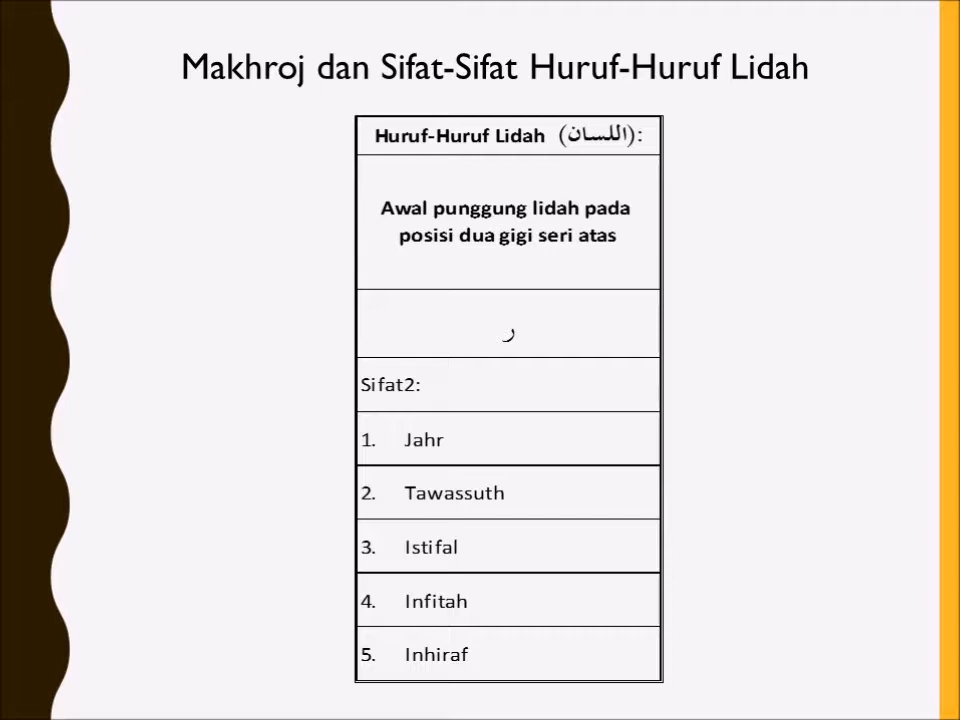 Makhroj dan Sifat-Sifat Huruf-Huruf Lidah
Huruf-Huruf Lidah (اللسان):
Awal punggung lidah pada
posisi dua gigi seri atas
ر
Sifat2:
1. Jahr
2. Tawassuth
3. Istifal
4. Infitah
5. Inhiraf